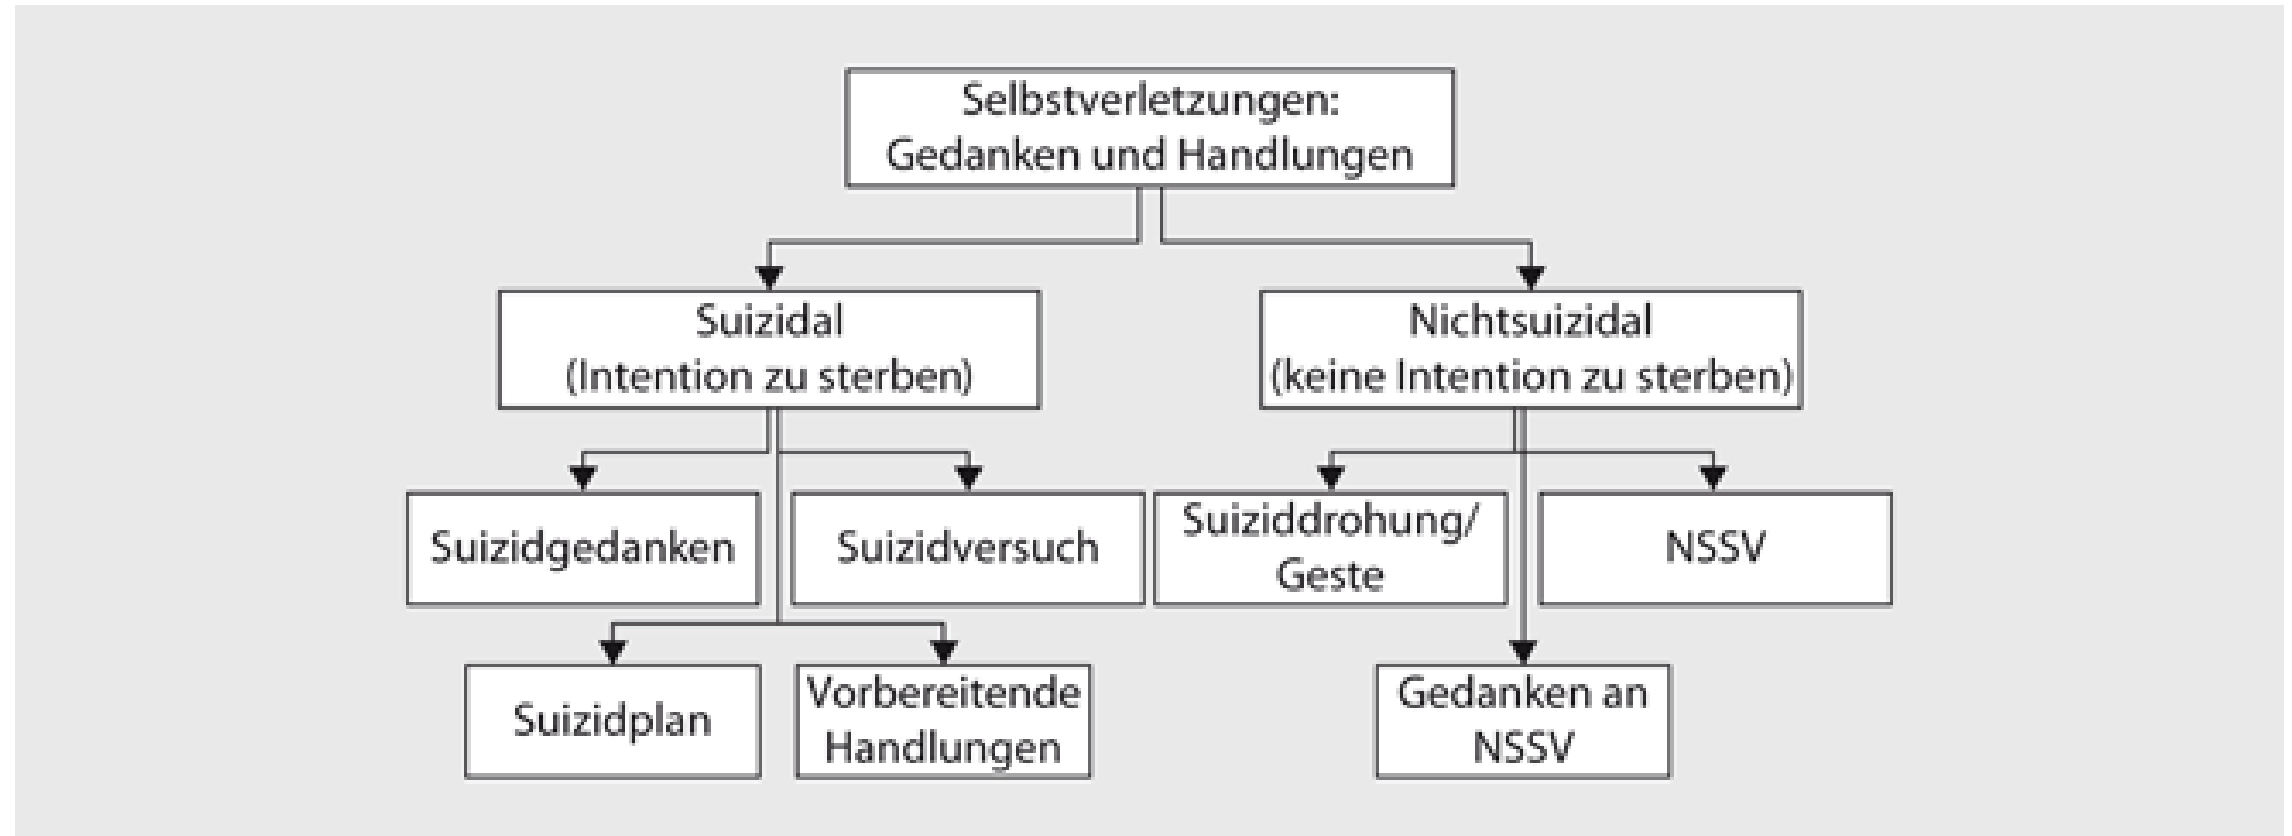 Selbstverletzungen:
Gedanken und Handlungen
Suizidal
(Intention zu sterben)
Nichtsuizidal
(keine Intention zu sterben)
Suizidgedanken
Suizidversuch
Suiziddrohung/
Geste
NSSV
Suizidplan
Vorbereitende
Handlungen
Gedanken an
NSSV